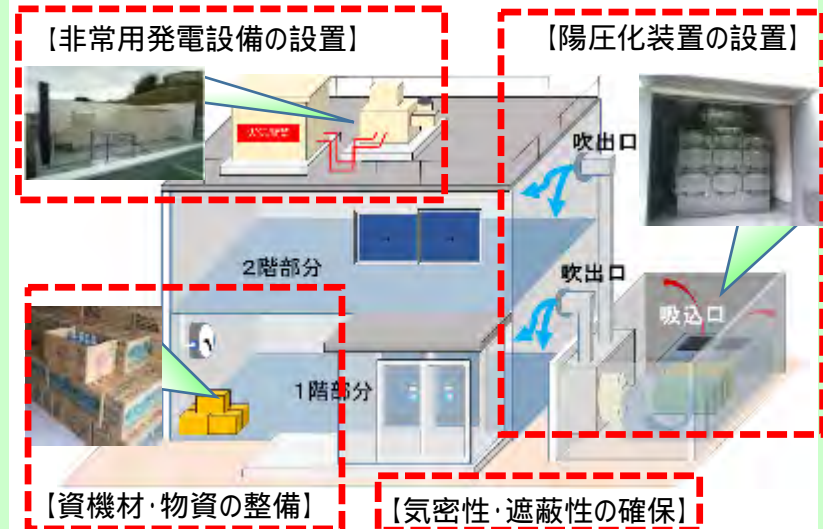 【非常用発電設備の設置】
【陽圧化装置の設置】
吹出口
2階部分
吹出口
吸込口
1階部分
【資機材・物資の整備】
【気密性・遮蔽性の確保】